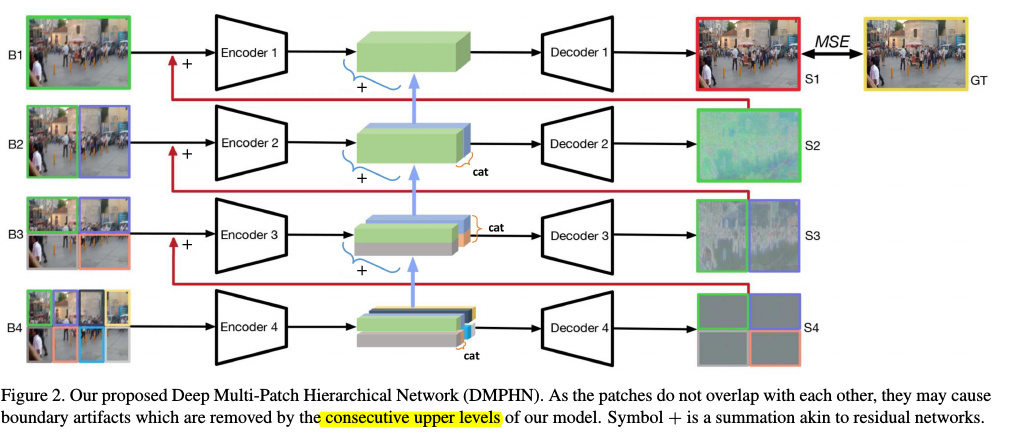 B1
+
Encoder 1
+
Decoder 1
S1
MSE
GT
B2
+
Encoder 2
+
cat
Decoder 2
S2
B3
+
Encoder 3
+
cat
Decoder 3
S3
B4
Encoder 4
cat
Decoder 4
S4
Figure 2. Our proposed Deep Multi-Patch Hierarchical Network (DMPHN). As the patches do not overlap with each other, they may cause
boundary artifacts which are removed by the consecutive upper levels of our model. Symbol + is a summation akin to residual networks.